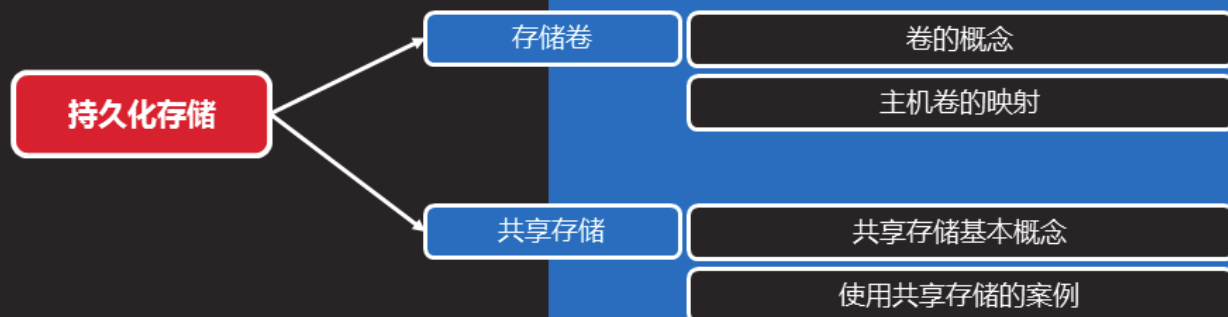 持久化存储
存储卷
卷的概念
主机卷的映射
共享存储
共享存储基本概念
使用共享存储的案例